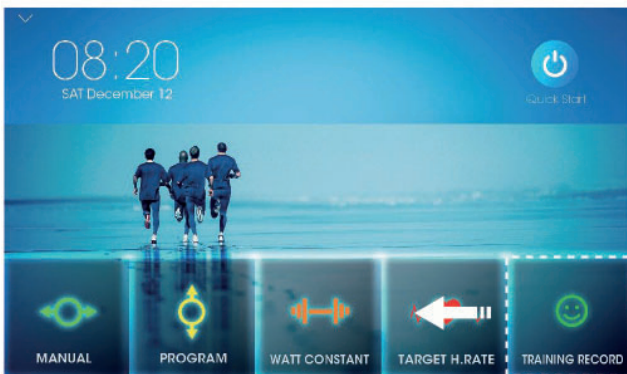 08:20
SAT December 12
Quick Start
MANUAL
PROGRAM
WATT CONSTANT
TARGET H.RATE
TRAINING RECORD